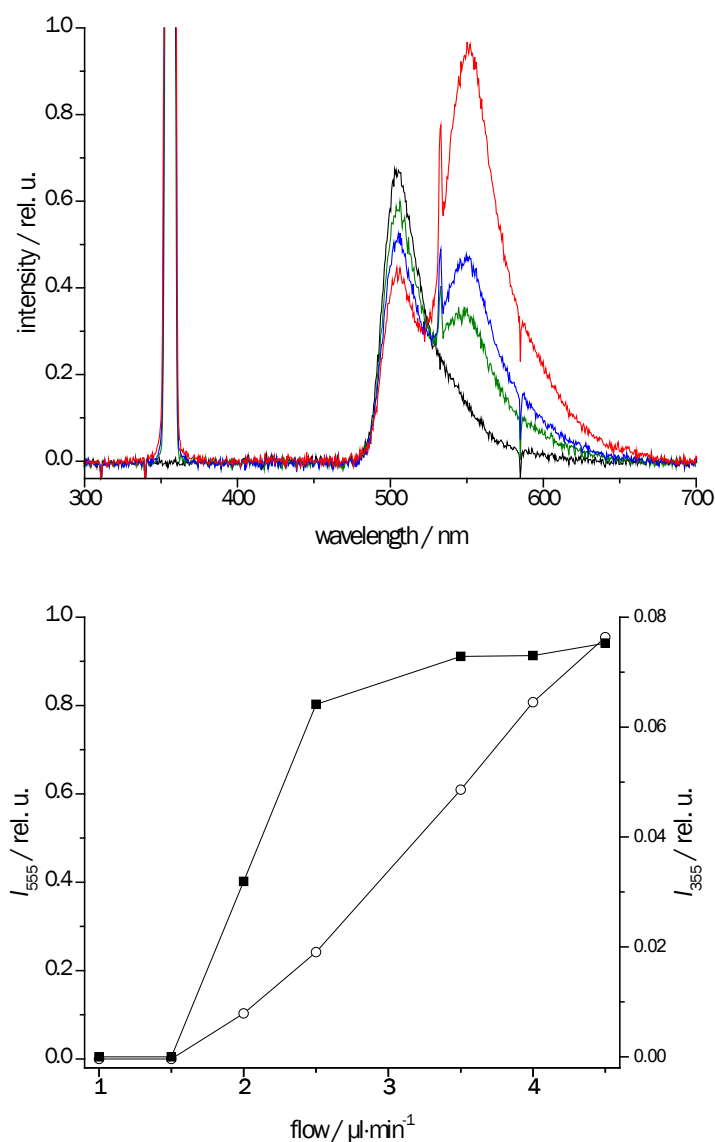 1.0
0.8
0.6
0.4
0.2
0.0
intensity / rel. u.
300 400 500 600 700
wavelength / nm
1.0
0.8
0.6
0.4
0.2
0.0
I555 / rel. u.
0.08
0.06
0.04
0.02
0.00
I355 / rel. u.
1 2 3 4
flow / µl·min-1